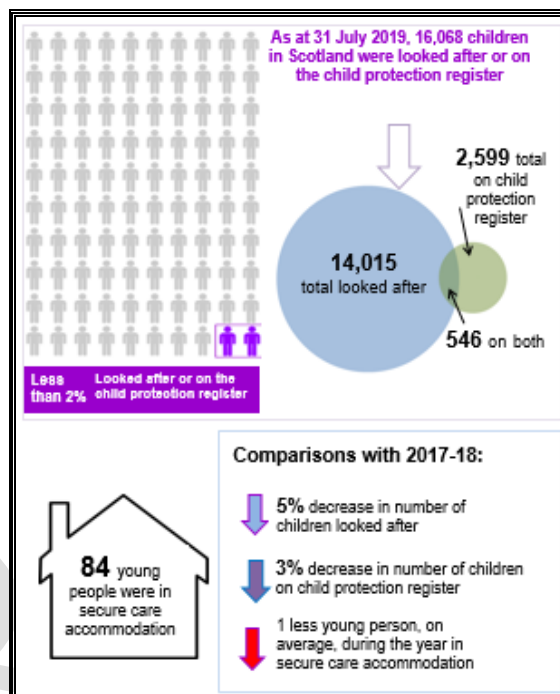 As at 31 July 2019, 16,068 children
in Scotland were looked after or on
the child protection register
2,599 total
on child
protection
register
14,015
total looked after
546 on both
Less
than 2%
Looked after or on the
child protection register
Comparisons with 2017-18:
5% decrease in number of
children looked after
3% decrease in number of children
on child protection register
1 less young person, on
average, during the year in
secure care accommodation
84 young
people were in
secure care
accommodation